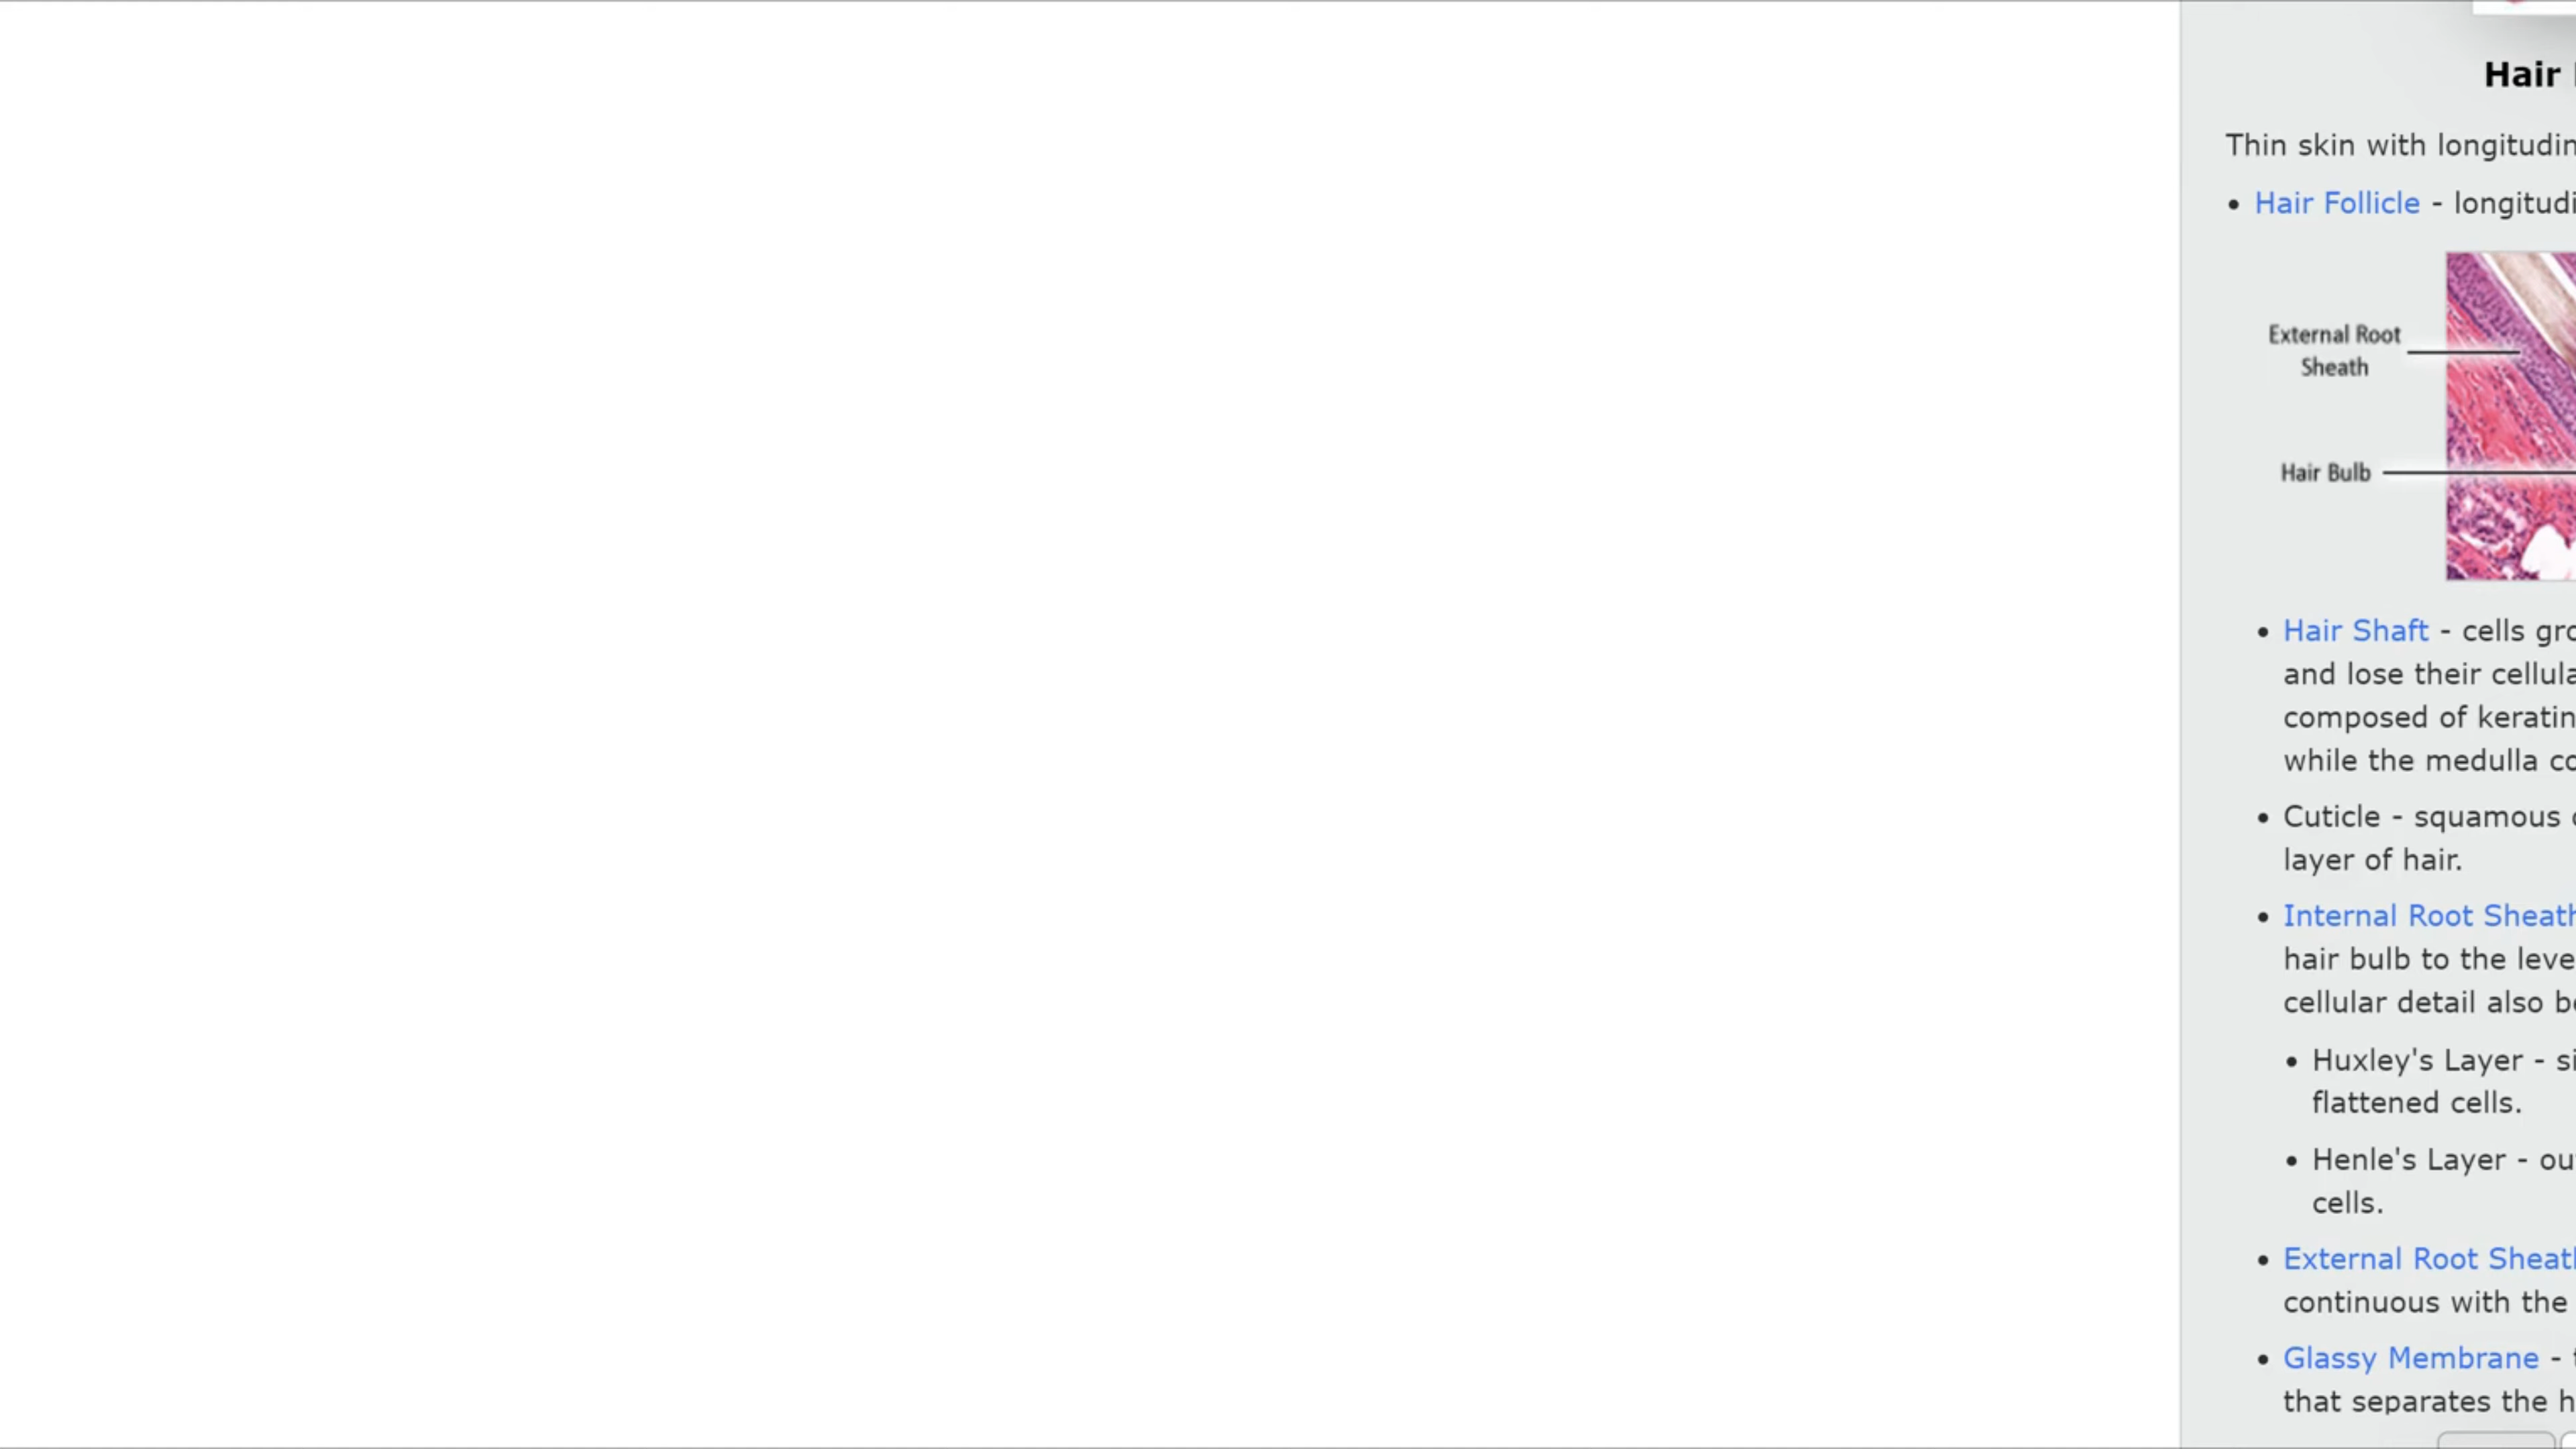 Hair
Thin skin with longitudin
• Hair Follicle - longitudi
External Root
Sheath
Hair Bulb
• Hair Shaft - cells gro
and lose their cellula
composed of keratin
while the medulla co
• Cuticle - squamous c
layer of hair.
• Internal Root Sheath
hair bulb to the leve
cellular detail also be
• Huxley's Layer - si
flattened cells.
• Henle's Layer - ou
cells.
• External Root Sheath
continuous with the
• Glassy Membrane -
that separates the h